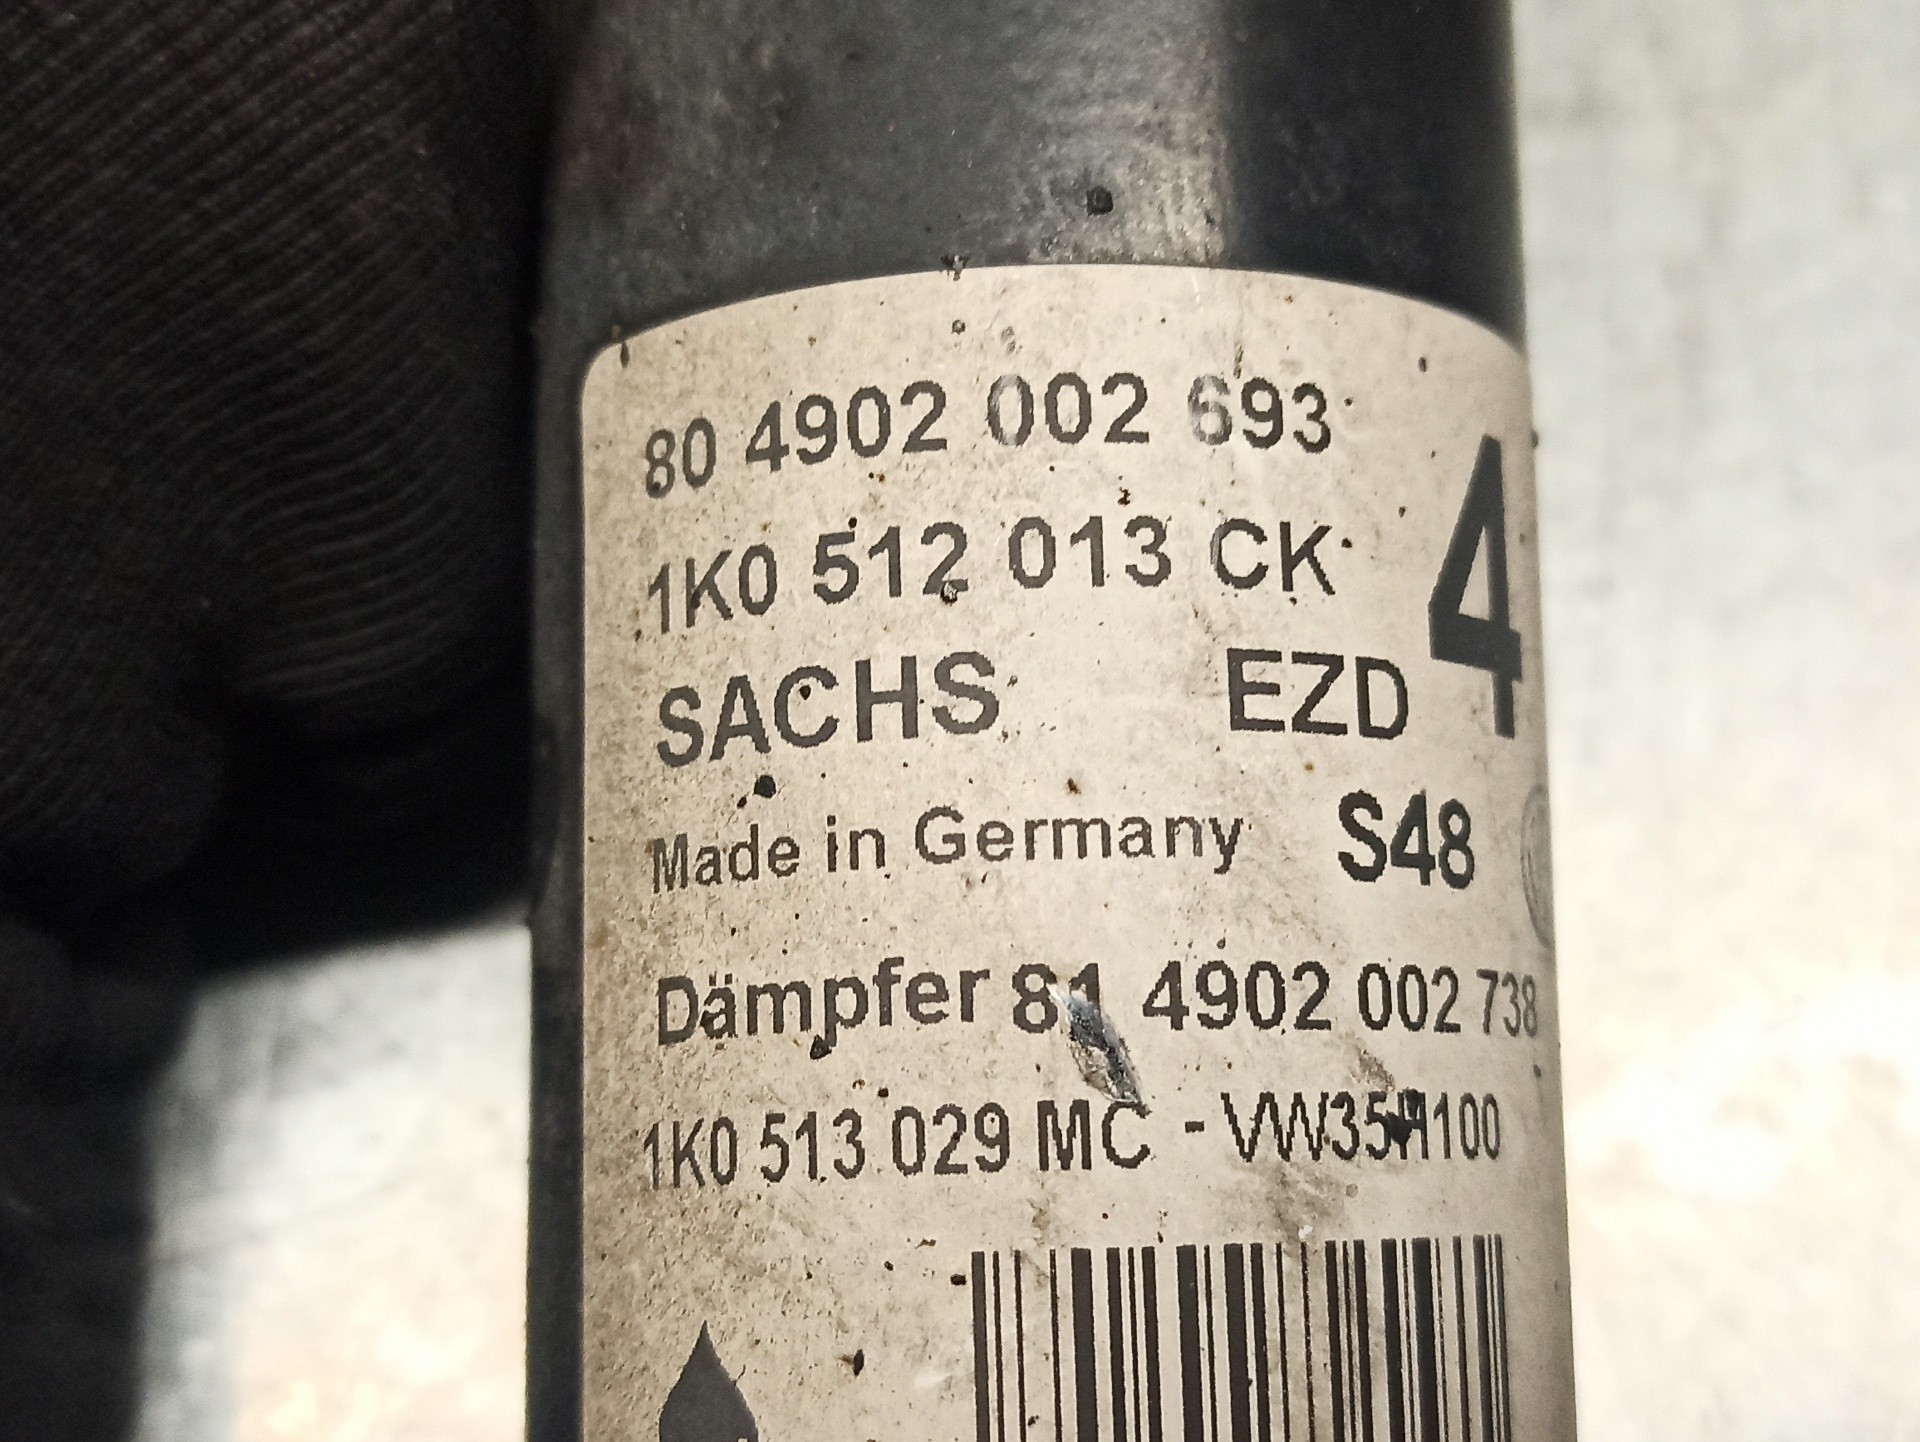 80 4902 002 693
1K0 512 013 CK
4
SACHS EZD
Made in Germany S48
Dämpfer 81 4902 002 738
1K0 513 029 MC - VW35H100